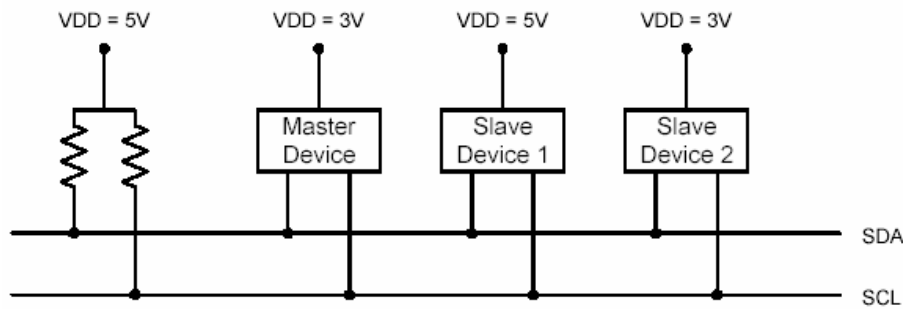 VDD = 5V
VDD = 3V
VDD = 5V
VDD = 3V
Master
Device
Slave
Device 1
Slave
Device 2
SDA
SCL